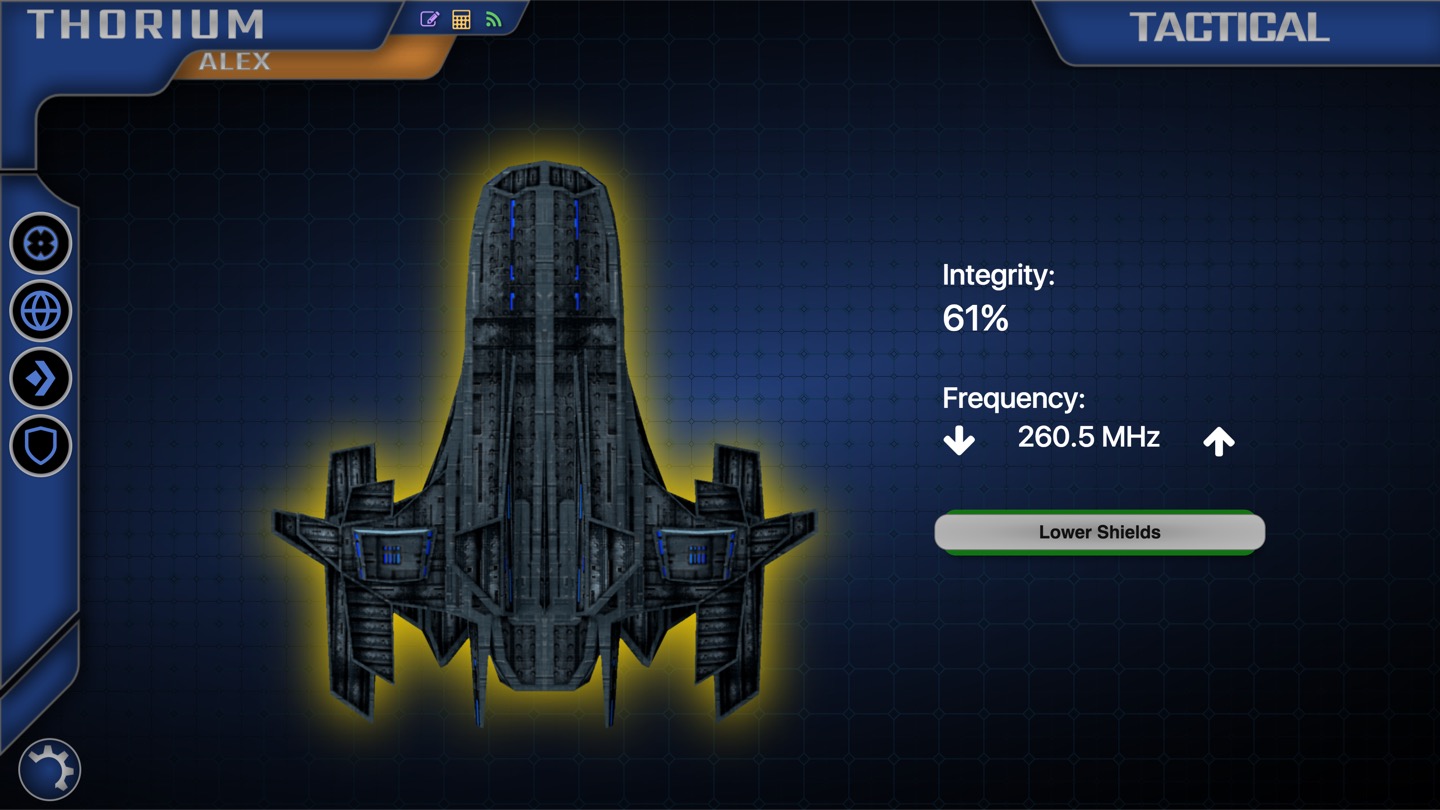 THORIUM
ALEX
TACTICAL
Integrity:
61%
Frequency:
260.5 MHz
Lower Shields